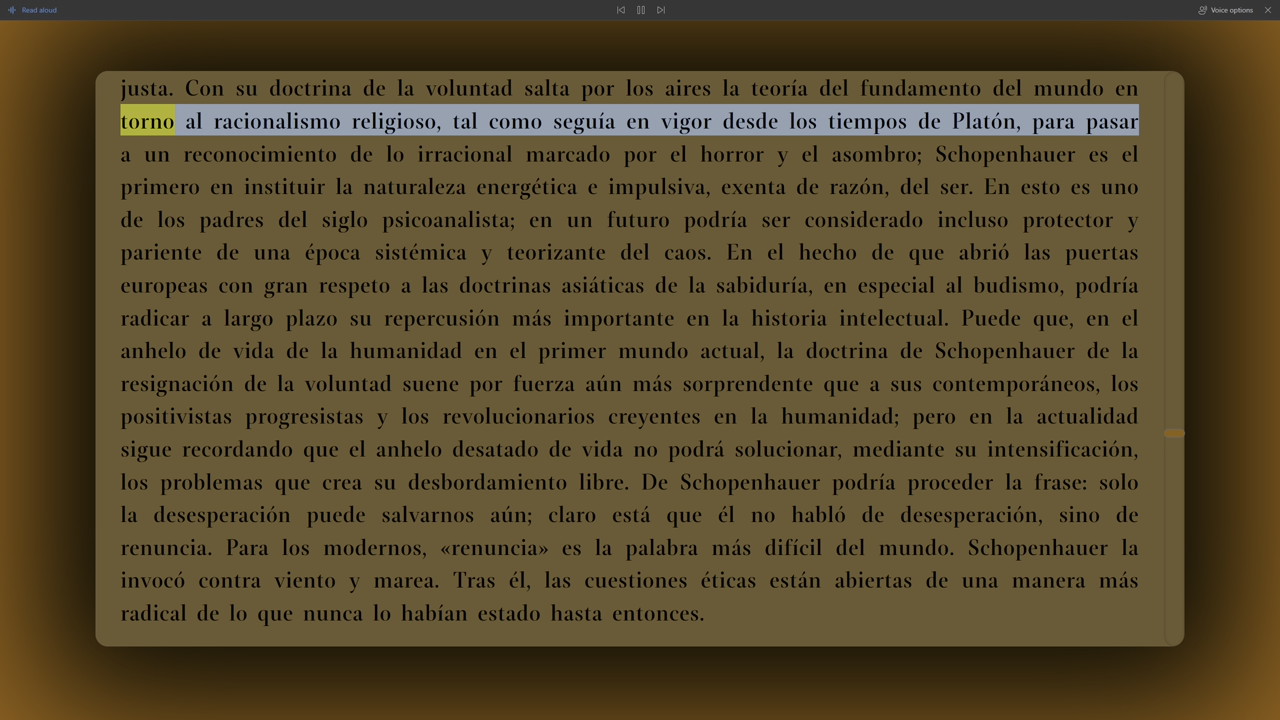 Read aloud
Voice options
justa. Con su doctrina de la voluntad salta por los aires la teoría del fundamento del mundo en
torno al racionalismo religioso, tal como seguía en vigor desde los tiempos de Platón, para pasar
a un reconocimiento de lo irracional marcado por el horror y el asombro; Schopenhauer es el
primero en instituir la naturaleza energética e impulsiva, exenta de razón, del ser. En esto es uno
de los padres del siglo psicoanalista; en un futuro podría ser considerado incluso protector y
pariente de una época sistémica y teorizante del caos. En el hecho de que abrió las puertas
europeas con gran respeto a las doctrinas asiáticas de la sabiduría, en especial al budismo, podría
radicar a largo plazo su repercusión más importante en la historia intelectual. Puede que, en el
anhelo de vida de la humanidad en el primer mundo actual, la doctrina de Schopenhauer de la
resignación de la voluntad suene por fuerza aún más sorprendente que a sus contemporáneos, los
positivistas progresistas y los revolucionarios creyentes en la humanidad; pero en la actualidad
sigue recordando que el anhelo desatado de vida no podrá solucionar, mediante su intensificación,
los problemas que crea su desbordamiento libre. De Schopenhauer podría proceder la frase: solo
la desesperación puede salvarnos aún; claro está que él no habló de desesperación, sino de
renuncia. Para los modernos, «renuncia» es la palabra más difícil del mundo. Schopenhauer la
invocó contra viento y marea. Tras él, las cuestiones éticas están abiertas de una manera más
radical de lo que nunca lo habían estado hasta entonces.